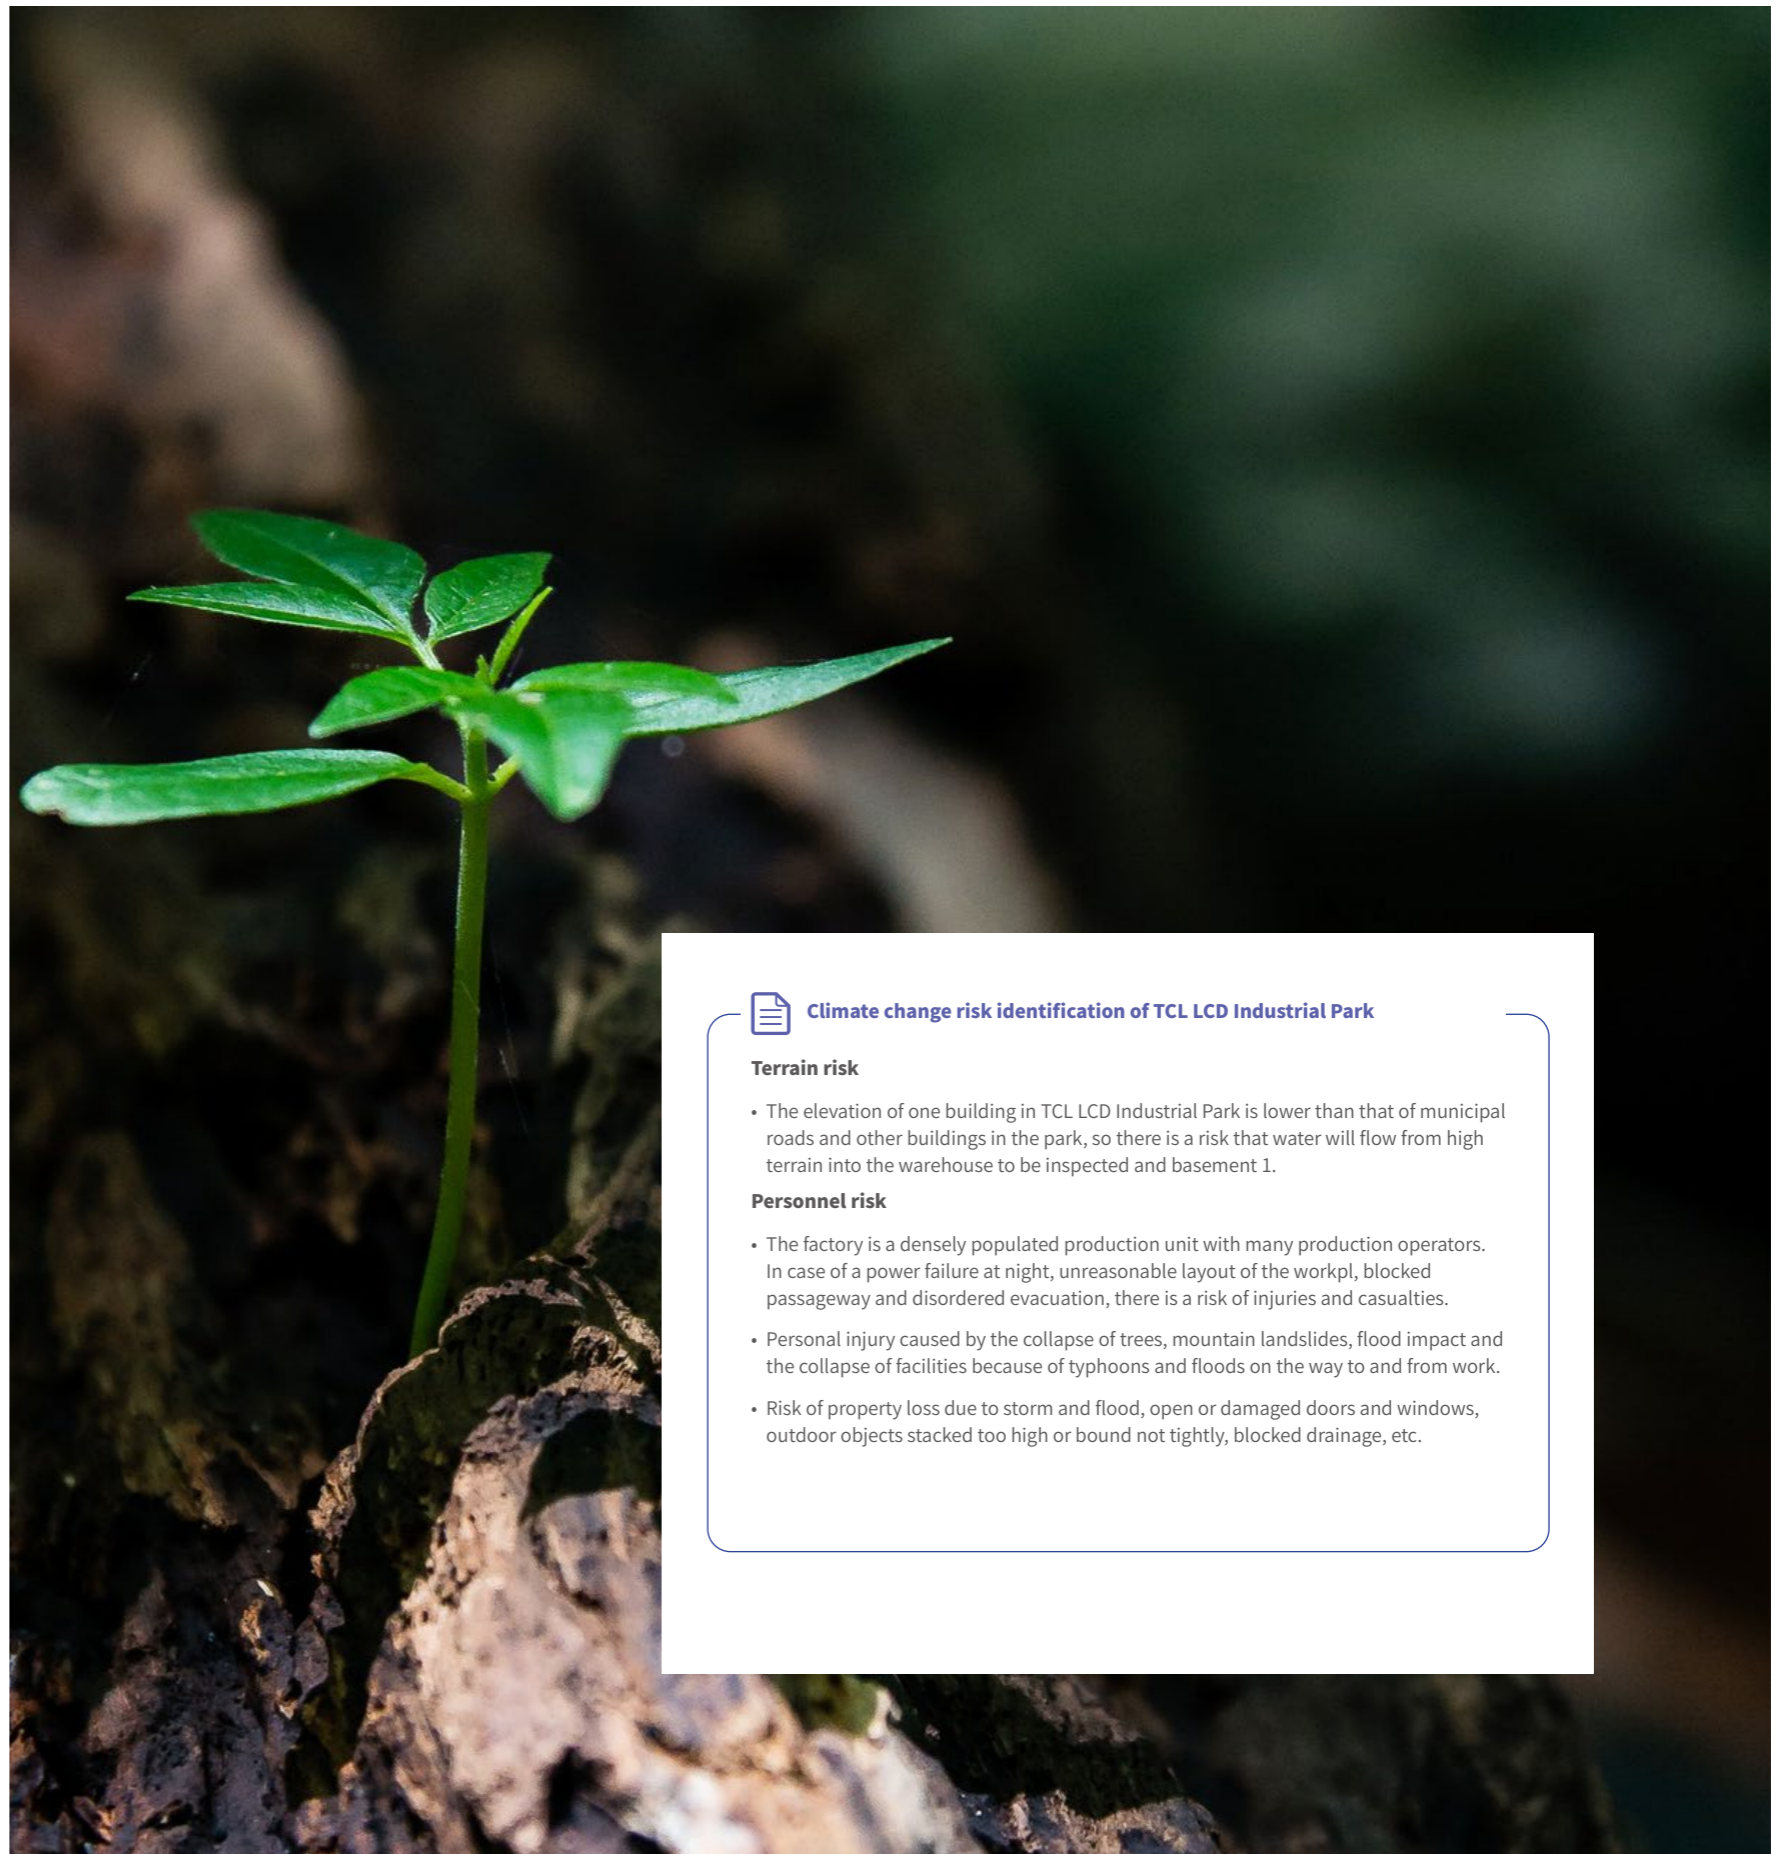 Climate change risk identification of TCL LCD Industrial Park
Terrain risk
• The elevation of one building in TCL LCD Industrial Park is lower than that of municipal
roads and other buildings in the park, so there is a risk that water will flow from high
terrain into the warehouse to be inspected and basement 1.
Personnel risk
• The factory is a densely populated production unit with many production operators.
In case of a power failure at night, unreasonable layout of the workpl, blocked
passageway and disordered evacuation, there is a risk of injuries and casualties.
• Personal injury caused by the collapse of trees, mountain landslides, flood impact and
the collapse of facilities because of typhoons and floods on the way to and from work.
• Risk of property loss due to storm and flood, open or damaged doors and windows,
outdoor objects stacked too high or bound not tightly, blocked drainage, etc.